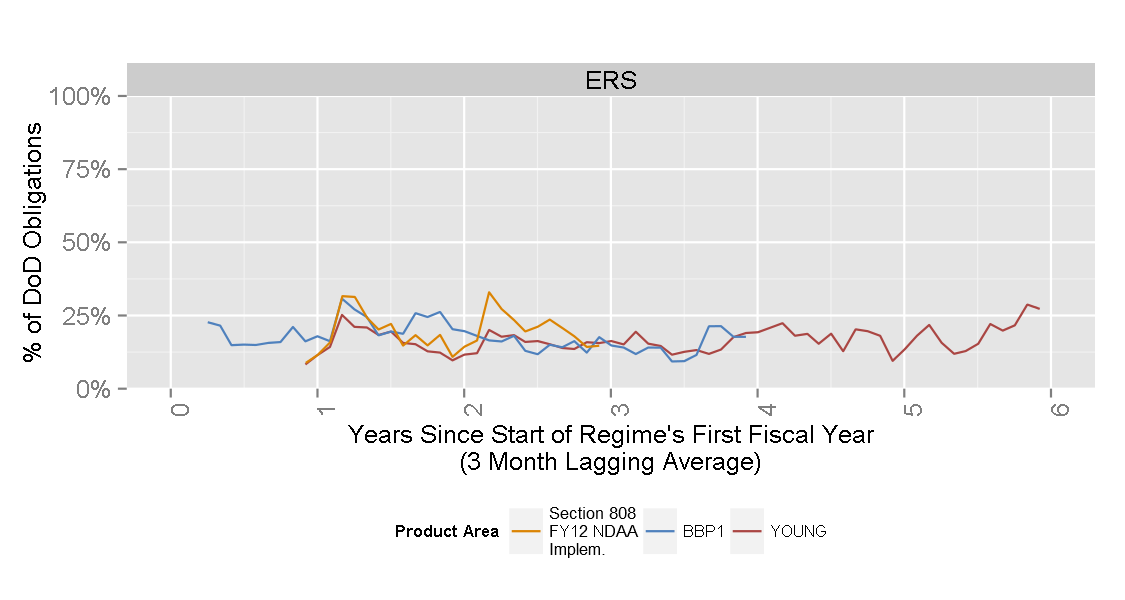 ERS
100%
75%
50%
25%
0%
% of DoD Obligations
0
1
2
3
4
5
6
Years Since Start of Regime's First Fiscal Year
(3 Month Lagging Average)
Product Area
Section 808
FY12 NDAA
Implem.
BBP1
YOUNG